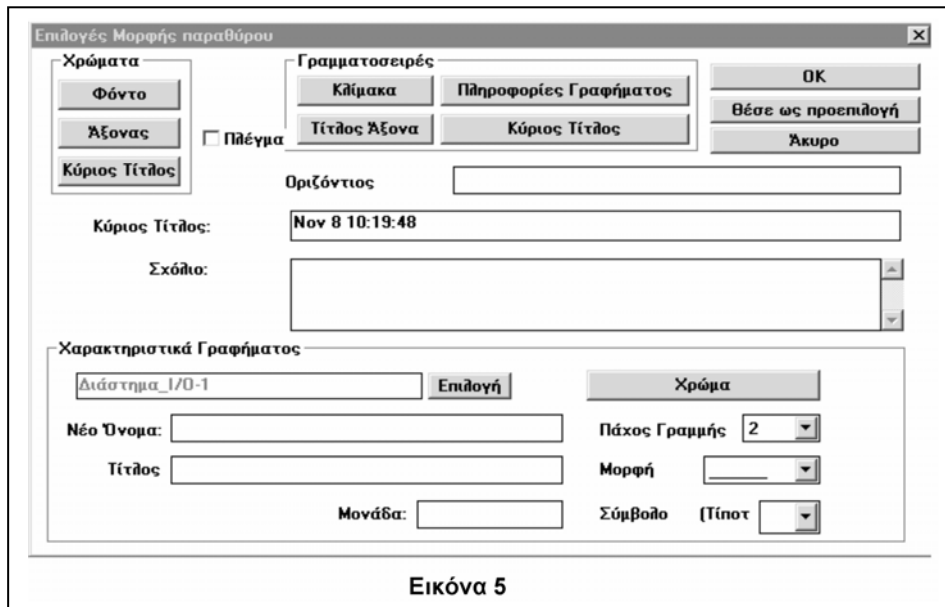 Επιλογές Μορφής παραθύρου
Χρώματα
Φόντο
Άξονας
Κύριος Τίτλος
Πλέγμα
Γραμματοσειρές
Κλίμακα
Πληροφορίες Γραφήματος
Τίτλος Άξονα
Κύριος Τίτλος
OK
Θέσε ως προεπιλογή
Άκυρο
Οριζόντιος
Κύριος Τίτλος:
Nov 8 10:19:48
Σχόλιο:
Χαρακτηριστικά Γραφήματος
Διάστημα_I/O-1
Επιλογή
Χρώμα
Νέο Όνομα:
Πάχος Γραμμής 2
Τίτλος
Μορφή
Μονάδα:
Σύμβολο (Τίποτ
Εικόνα 5